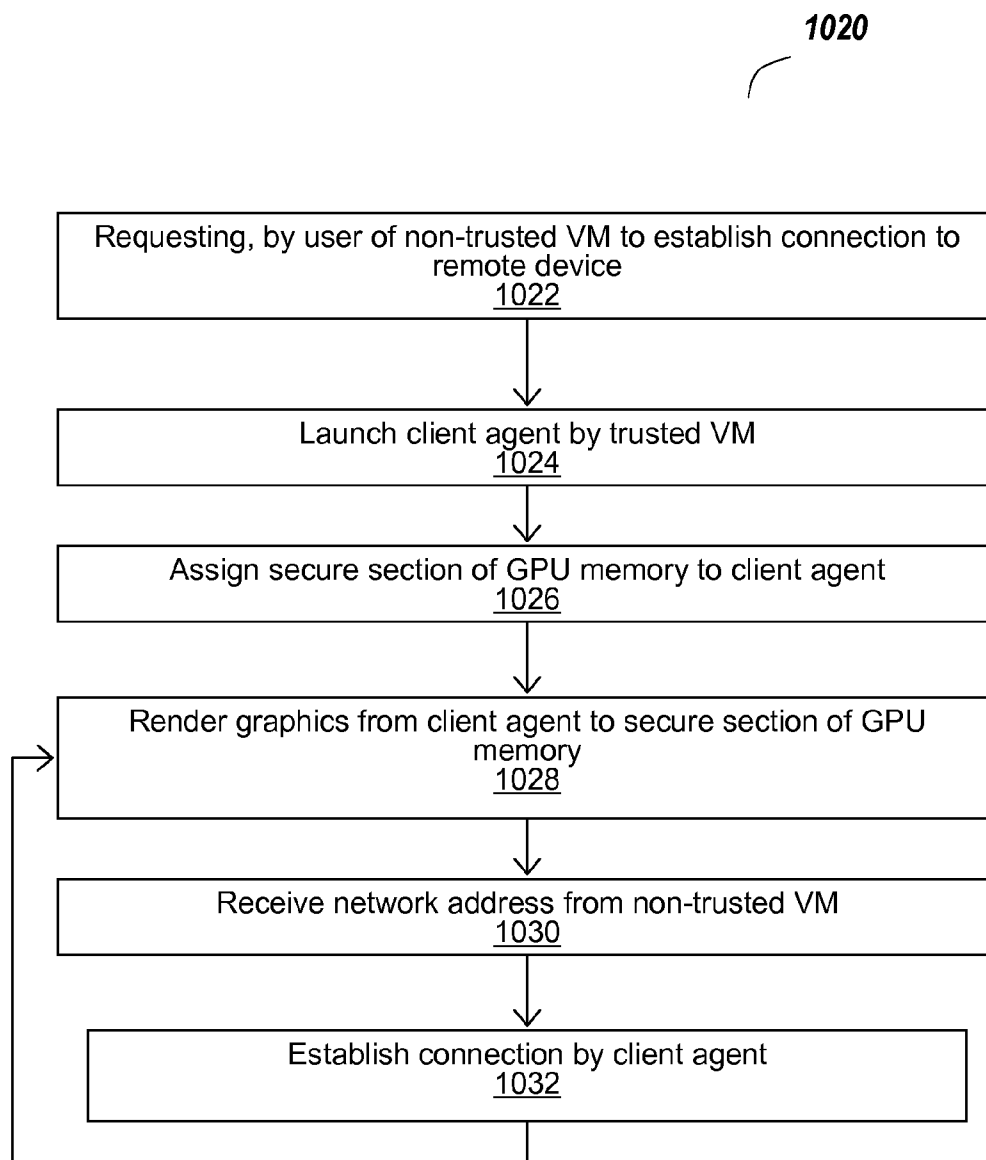 1020
Requesting, by user of non-trusted VM to establish connection to
remote device
1022
Launch client agent by trusted VM
1024
Assign secure section of GPU memory to client agent
1026
Render graphics from client agent to secure section of GPU
memory
1028
Receive network address from non-trusted VM
1030
Establish connection by client agent
1032